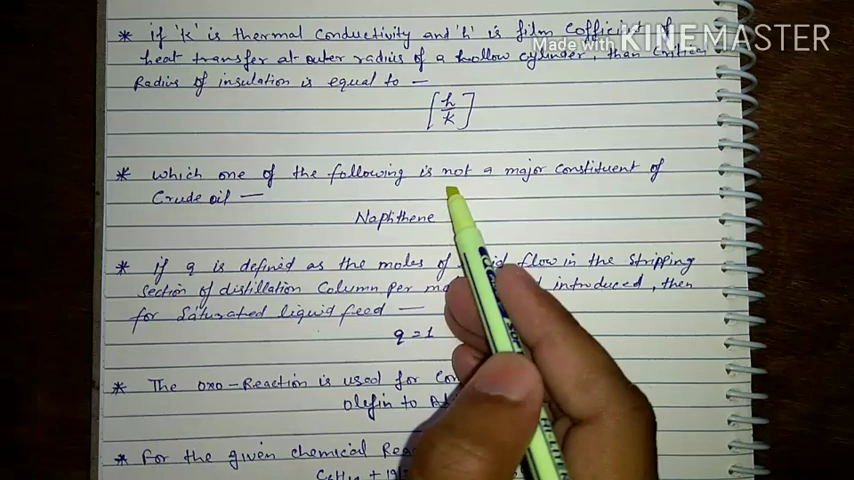 * if 'k' is thermal conductivity and 'h' is film cofficient of
Made with KINEMASTER
heat transfer at outer radius of a hollow cylinder, than critical
Radius of insulation is equal to —
[h/k]
* which one of the following is not a major constituent of
Crude oil —
Naphthene
* if q is defined as the moles of flow in the stripping
section of distillation Column per introduced, then
for saturated liquid feed —
q = 1
* The oxo-Reaction is used for
olefin to
* For the given chemical